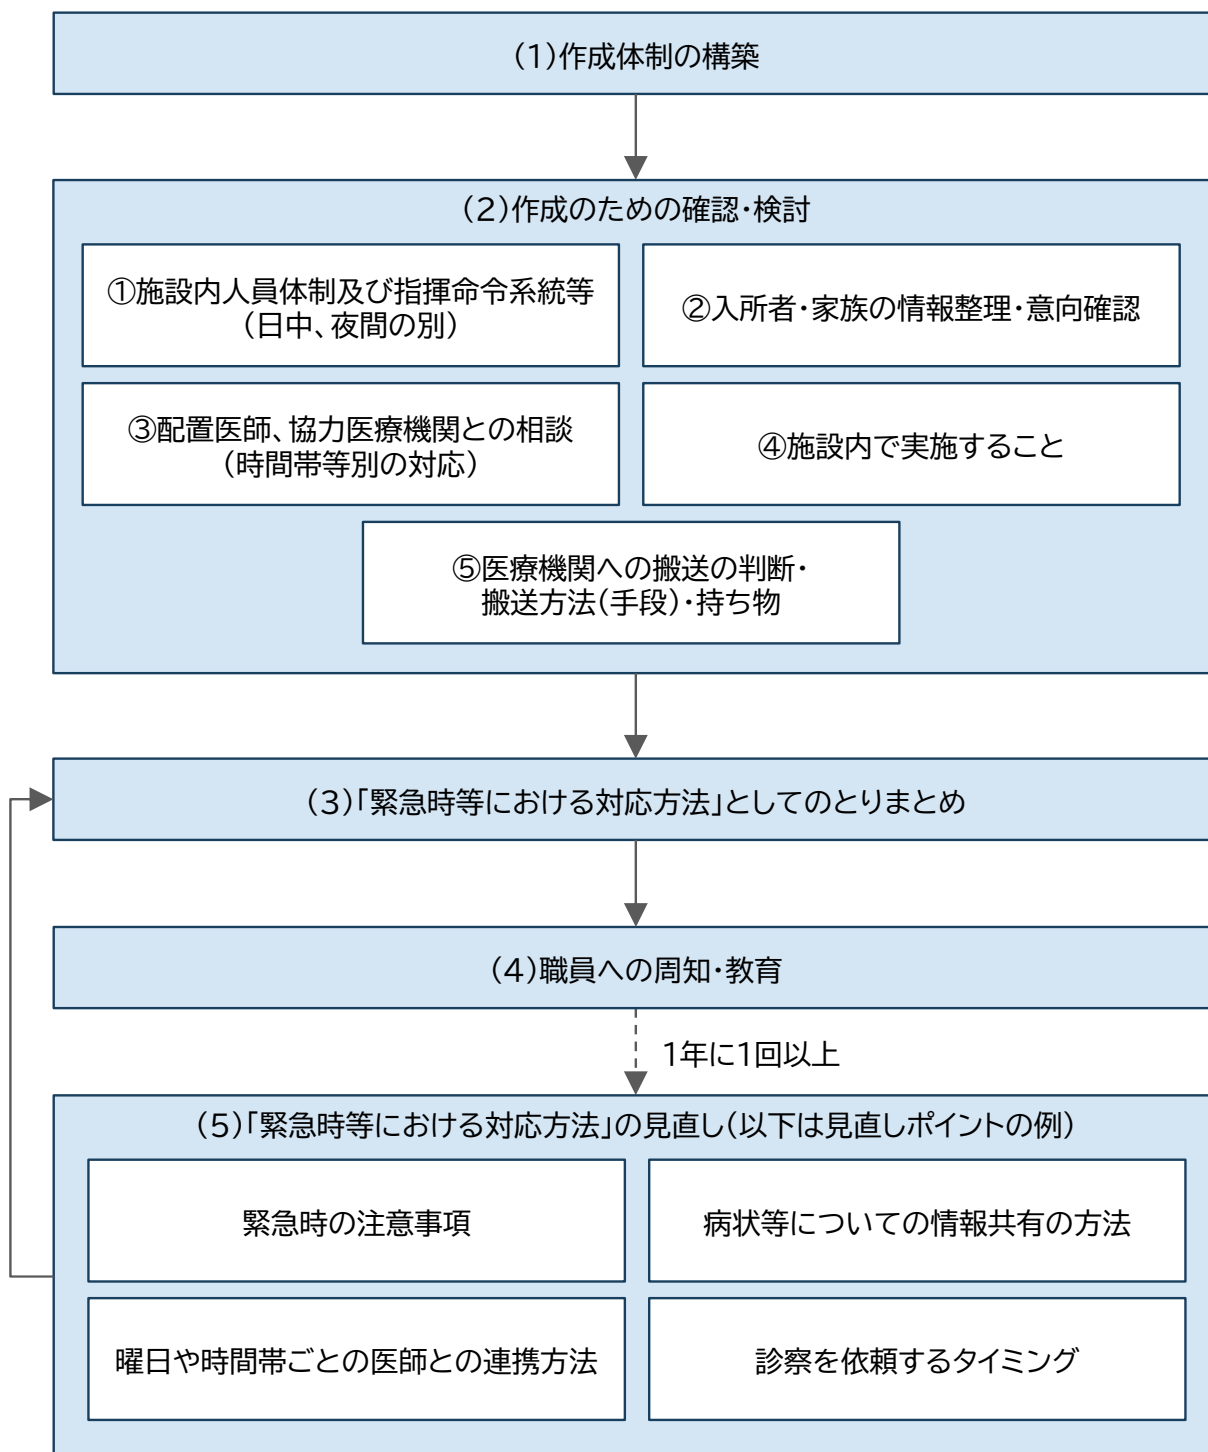 (1)作成体制の構築
(2)作成のための確認・検討
①施設内人員体制及び指揮命令系統等
(日中、夜間の別)
②入所者・家族の情報整理・意向確認
③配置医師、協力医療機関との相談
(時間帯等別の対応)
④施設内で実施すること
⑤医療機関への搬送の判断・
搬送方法(手段)・持ち物
(3)「緊急時等における対応方法」としてのとりまとめ
(4)職員への周知・教育
1年に1回以上
(5)「緊急時等における対応方法」の見直し(以下は見直しポイントの例)
緊急時の注意事項
病状等についての情報共有の方法
曜日や時間帯ごとの医師との連携方法
診察を依頼するタイミング